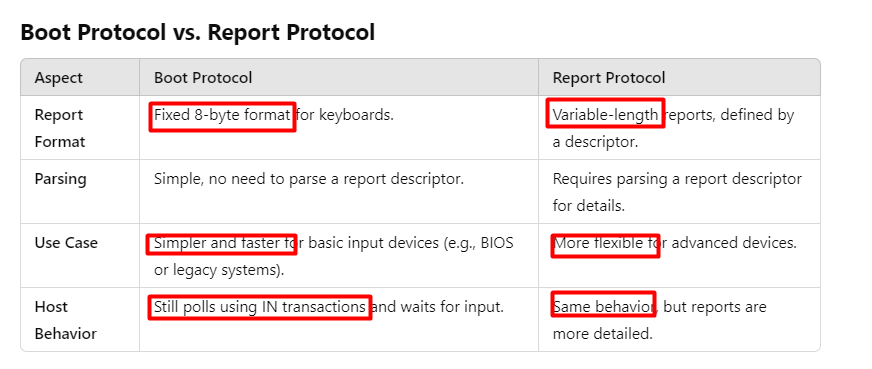 Boot Protocol vs. Report Protocol
Aspect Boot Protocol Report Protocol
Report Format Fixed 8-byte format for keyboards. Variable-length reports, defined by a descriptor.
Parsing Simple, no need to parse a report descriptor. Requires parsing a report descriptor for details.
Use Case Simpler and faster for basic input devices (e.g., BIOS or legacy systems). More flexible for advanced devices.
Host Behavior Still polls using IN transactions and waits for input. Same behavior, but reports are more detailed.